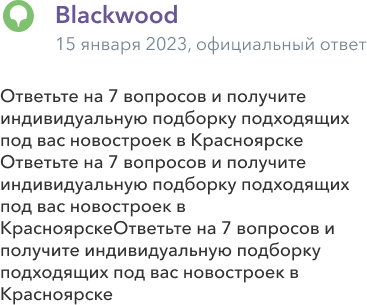 Blackwood
15 января 2023, официальный ответ
Ответьте на 7 вопросов и получите
индивидуальную подборку подходящих
под вас новостроек в Красноярске
Ответьте на 7 вопросов и получите
индивидуальную подборку подходящих
под вас новостроек в
КрасноярскеОтветьте на 7 вопросов и
получите индивидуальную подборку
подходящих под вас новостроек в
Красноярске